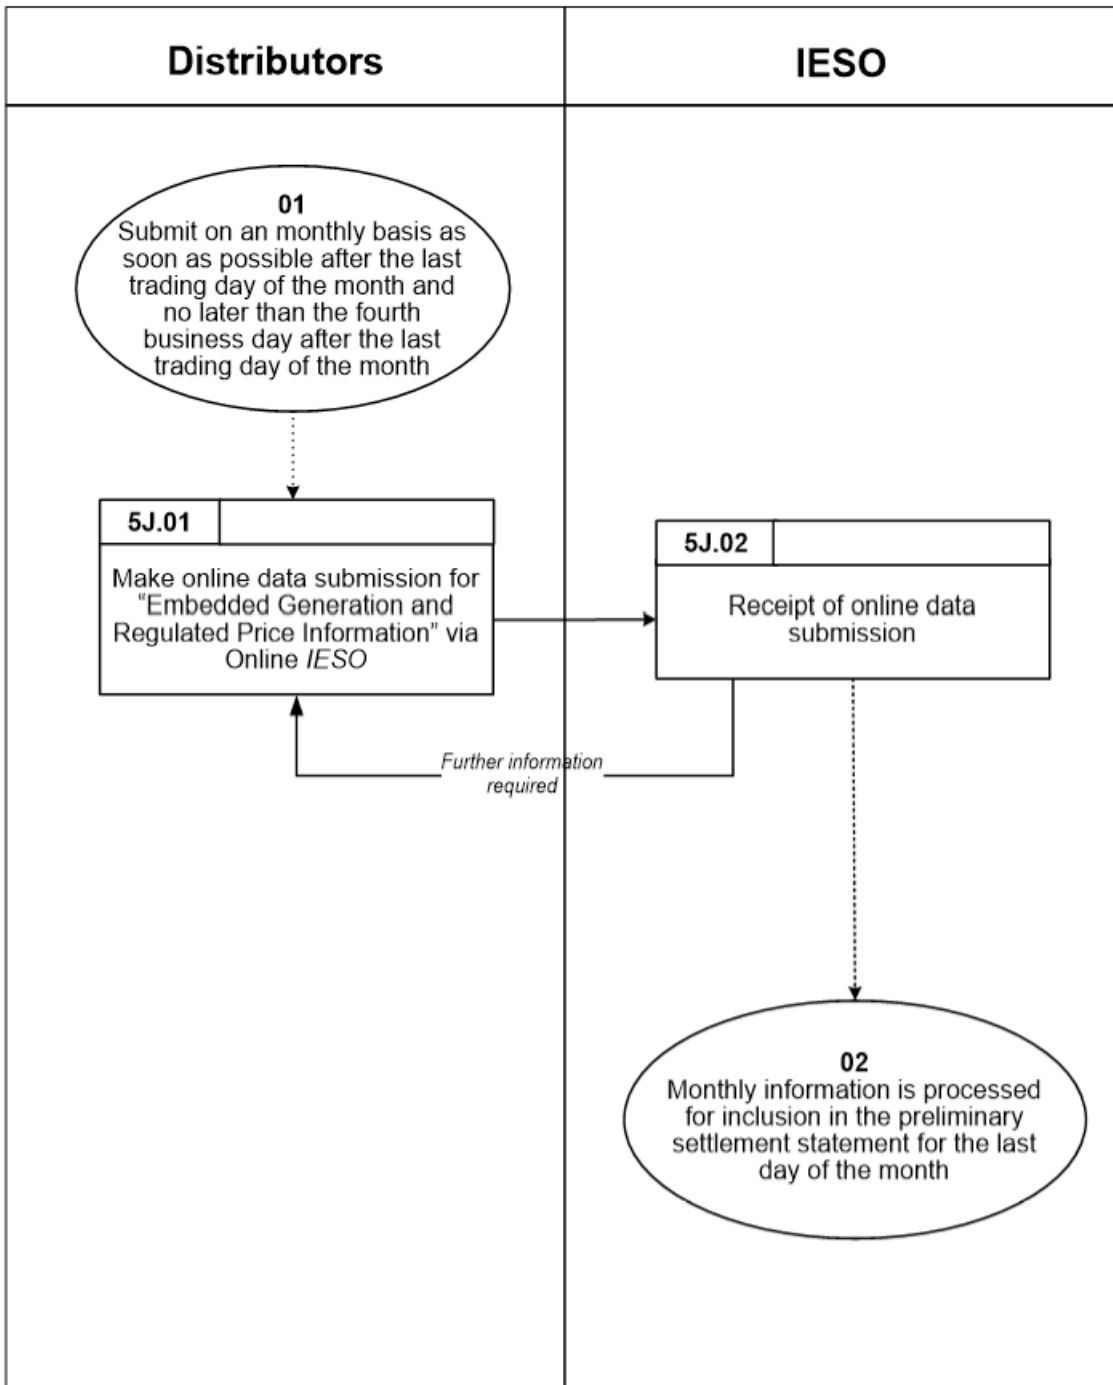 Distributors
IESO
01
Submit on an monthly basis as
soon as possible after the last
trading day of the month and
no later than the fourth
business day after the last
trading day of the month
5J.01
Make online data submission for
“Embedded Generation and
Regulated Price Information” via
Online IESO
5J.02
Receipt of online data
submission
Further information
required
02
Monthly information is processed
for inclusion in the preliminary
settlement statement for the last
day of the month